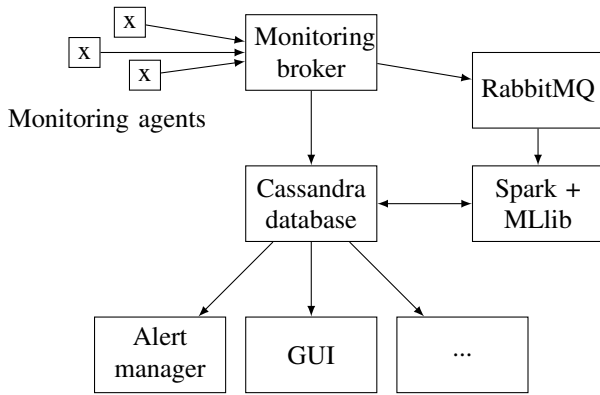 x
x
x
Monitoring agents
Monitoring
broker
RabbitMQ
Cassandra
database
Spark +
MLlib
Alert
manager
GUI
...